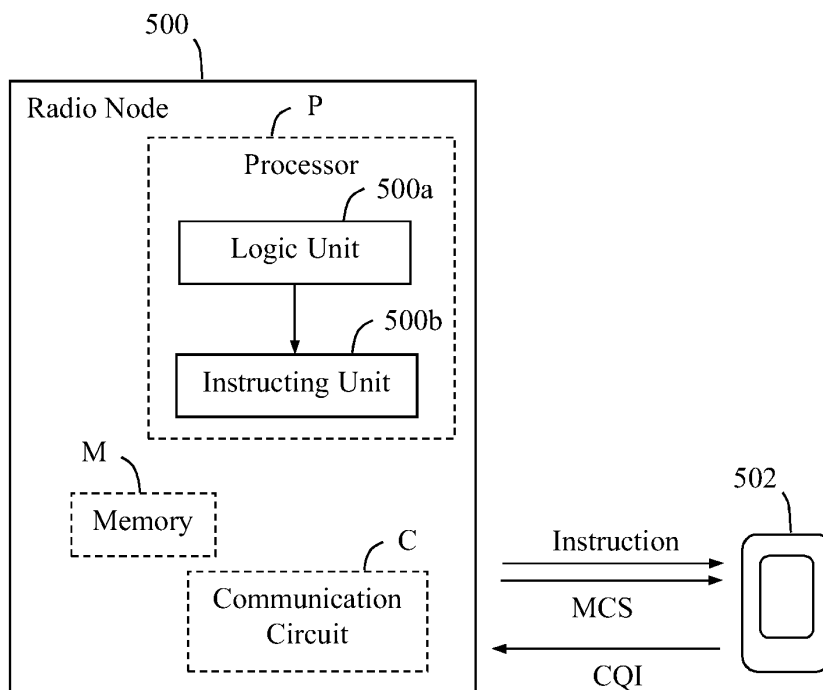 500
Radio Node
P
Processor
500a
Logic Unit
500b
Instructing Unit
M
Memory
C
Communication
Circuit
502
Instruction
MCS
CQI